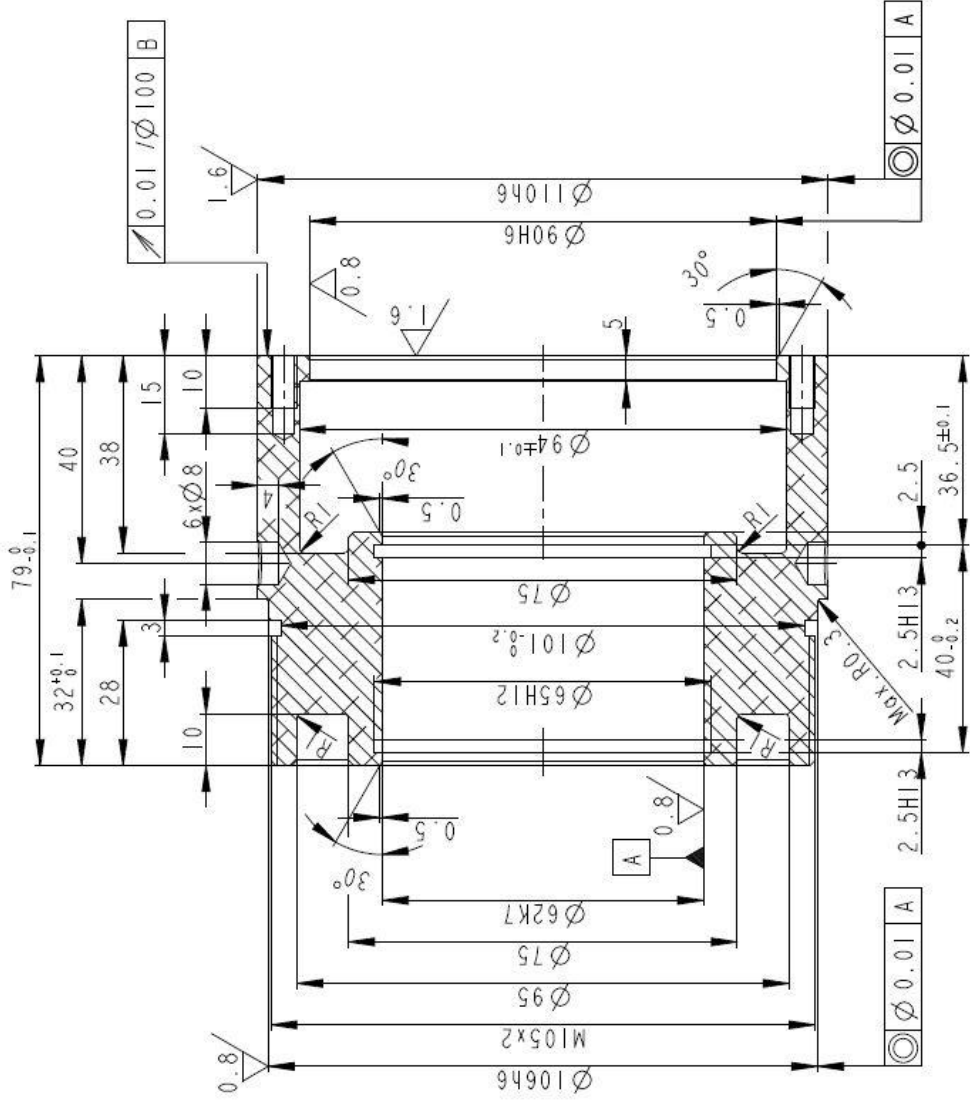 0.01 /Ø100 B
Ø 0.01 A
1.6
Ø110h6
Ø90H6
0.8
1.6
30°
0.5
5
15
10
40
38
6xØ8
4
79 0 -0.1
Ø94±0.1
30°
R1
0.5
R1
36.5±0.1
2.5
Ø75
3
Ø101 0 -0.2
2.5H13
40 0 -0.2
32 +0.1 0
28
Ø65H12
Max.R0.3
10
R1
R1
0.5
30°
0.8
A
2.5H13
Ø62K7
Ø75
Ø95
M105x2
0.8
Ø106h6
Ø 0.01 A